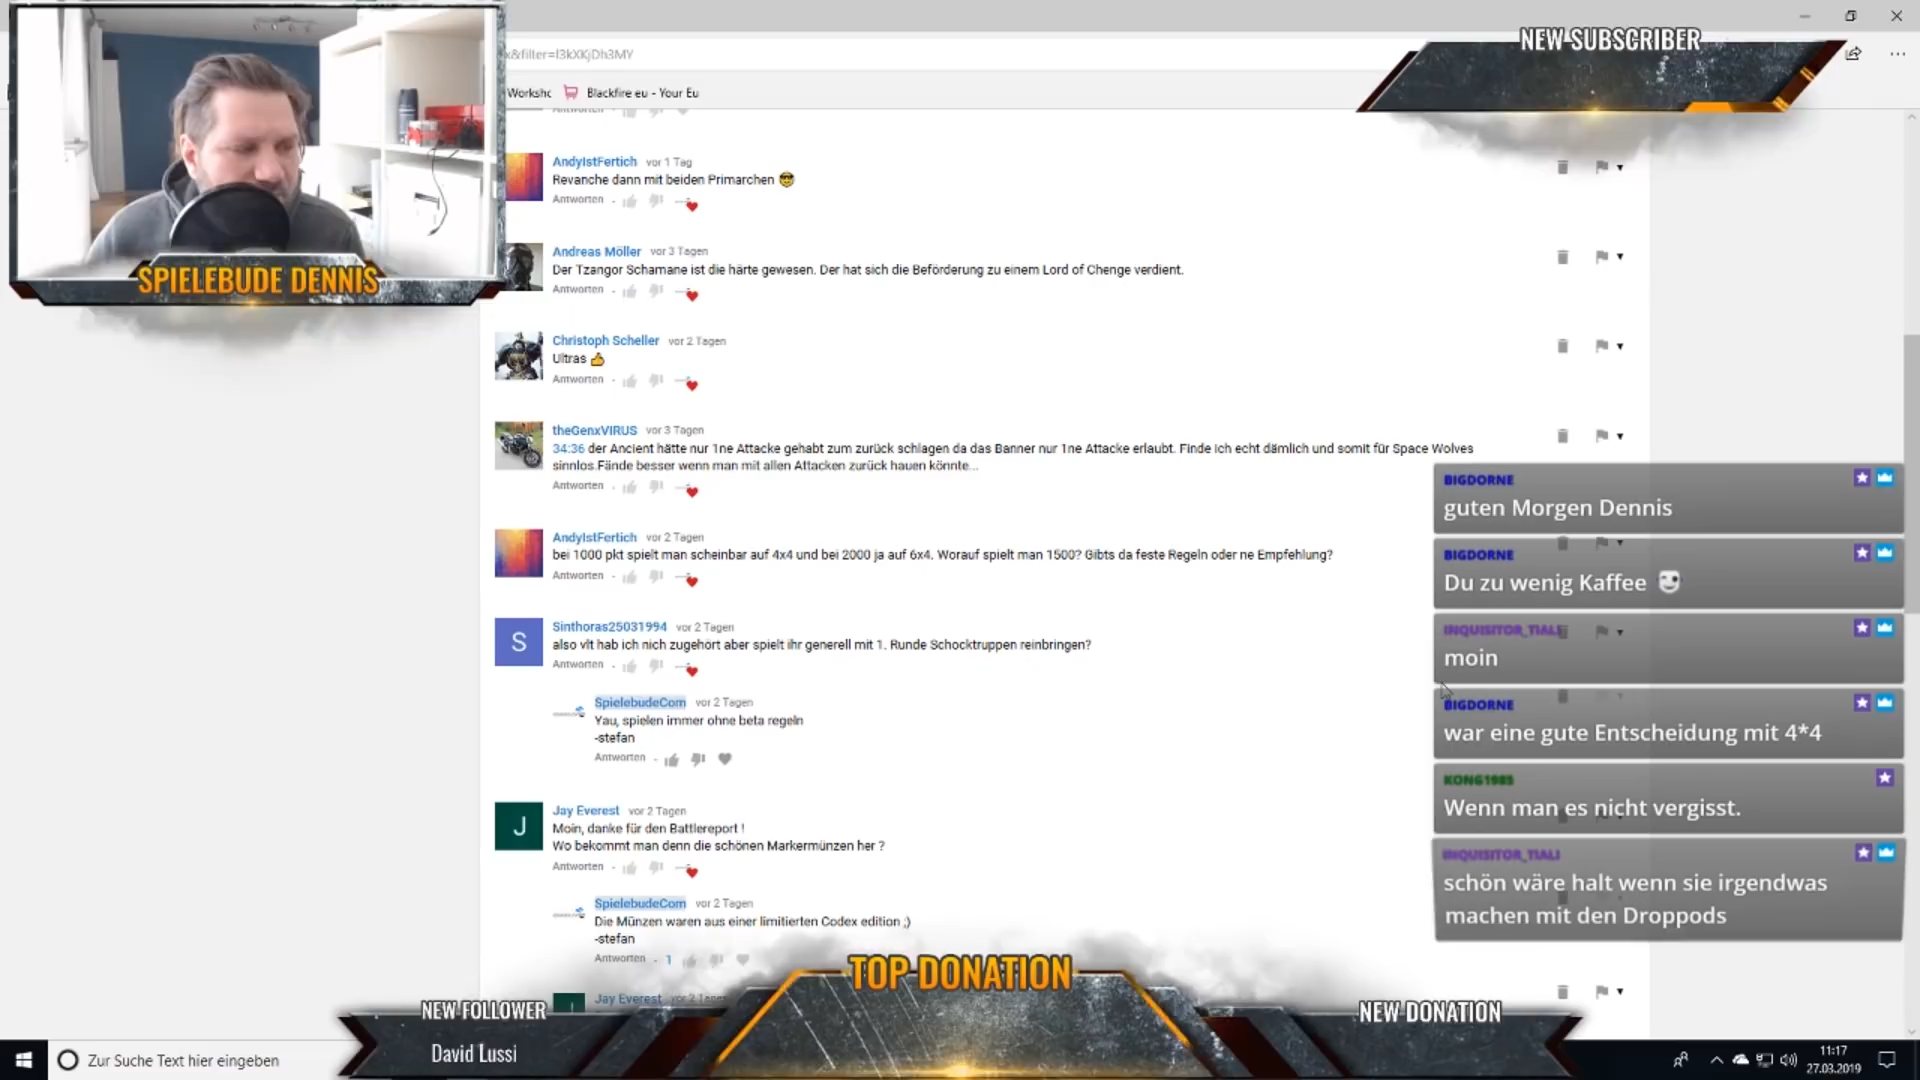 NEW SUBSCRIBER
x&filter=l3kXKjDh3MY
Workshc
Blackfire eu - Your Eu
Antworten
AndyIstFertich vor 1 Tag
Revanche dann mit beiden Primarchen 😎
Antworten
SPIELEBUDE DENNIS
Andreas Möller vor 3 Tagen
Der Tzangor Schamane ist die härte gewesen. Der hat sich die Beförderung zu einem Lord of Chenge verdient.
Antworten
Christoph Scheller vor 2 Tagen
Ultras 👍
Antworten
theGenxVIRUS vor 3 Tagen
34:36 der Ancient hätte nur 1ne Attacke gehabt zum zurück schlagen da das Banner nur 1ne Attacke erlaubt. Finde ich echt dämlich und somit für Space Wolves
sinnlos.Fände besser wenn man mit allen Attacken zurück hauen könnte...
Antworten
AndyIstFertich vor 2 Tagen
bei 1000 pkt spielt man scheinbar auf 4x4 und bei 2000 ja auf 6x4. Worauf spielt man 1500? Gibts da feste Regeln oder ne Empfehlung?
Antworten
S
Sinthoras25031994 vor 2 Tagen
also vlt hab ich nich zugehört aber spielt ihr generell mit 1. Runde Schocktruppen reinbringen?
Antworten
SpielebudeCom vor 2 Tagen
Yau, spielen immer ohne beta regeln
-stefan
Antworten
J
Jay Everest vor 2 Tagen
Moin, danke für den Battlereport !
Wo bekommt man denn die schönen Markermünzen her ?
Antworten
SpielebudeCom vor 2 Tagen
Die Münzen waren aus einer limitierten Codex edition ;)
-stefan
Antworten 1
Jay Everest vor 2 Tagen
BIGDORNE
guten Morgen Dennis
BIGDORNE
Du zu wenig Kaffee
INQUISITOR_TIALI
moin
BIGDORNE
war eine gute Entscheidung mit 4*4
KONG1985
Wenn man es nicht vergisst.
INQUISITOR_TIALI
schön wäre halt wenn sie irgendwas
machen mit den Droppods
TOP DONATION
NEW FOLLOWER
David Lussi
NEW DONATION
Zur Suche Text hier eingeben
11:17
27.03.2019